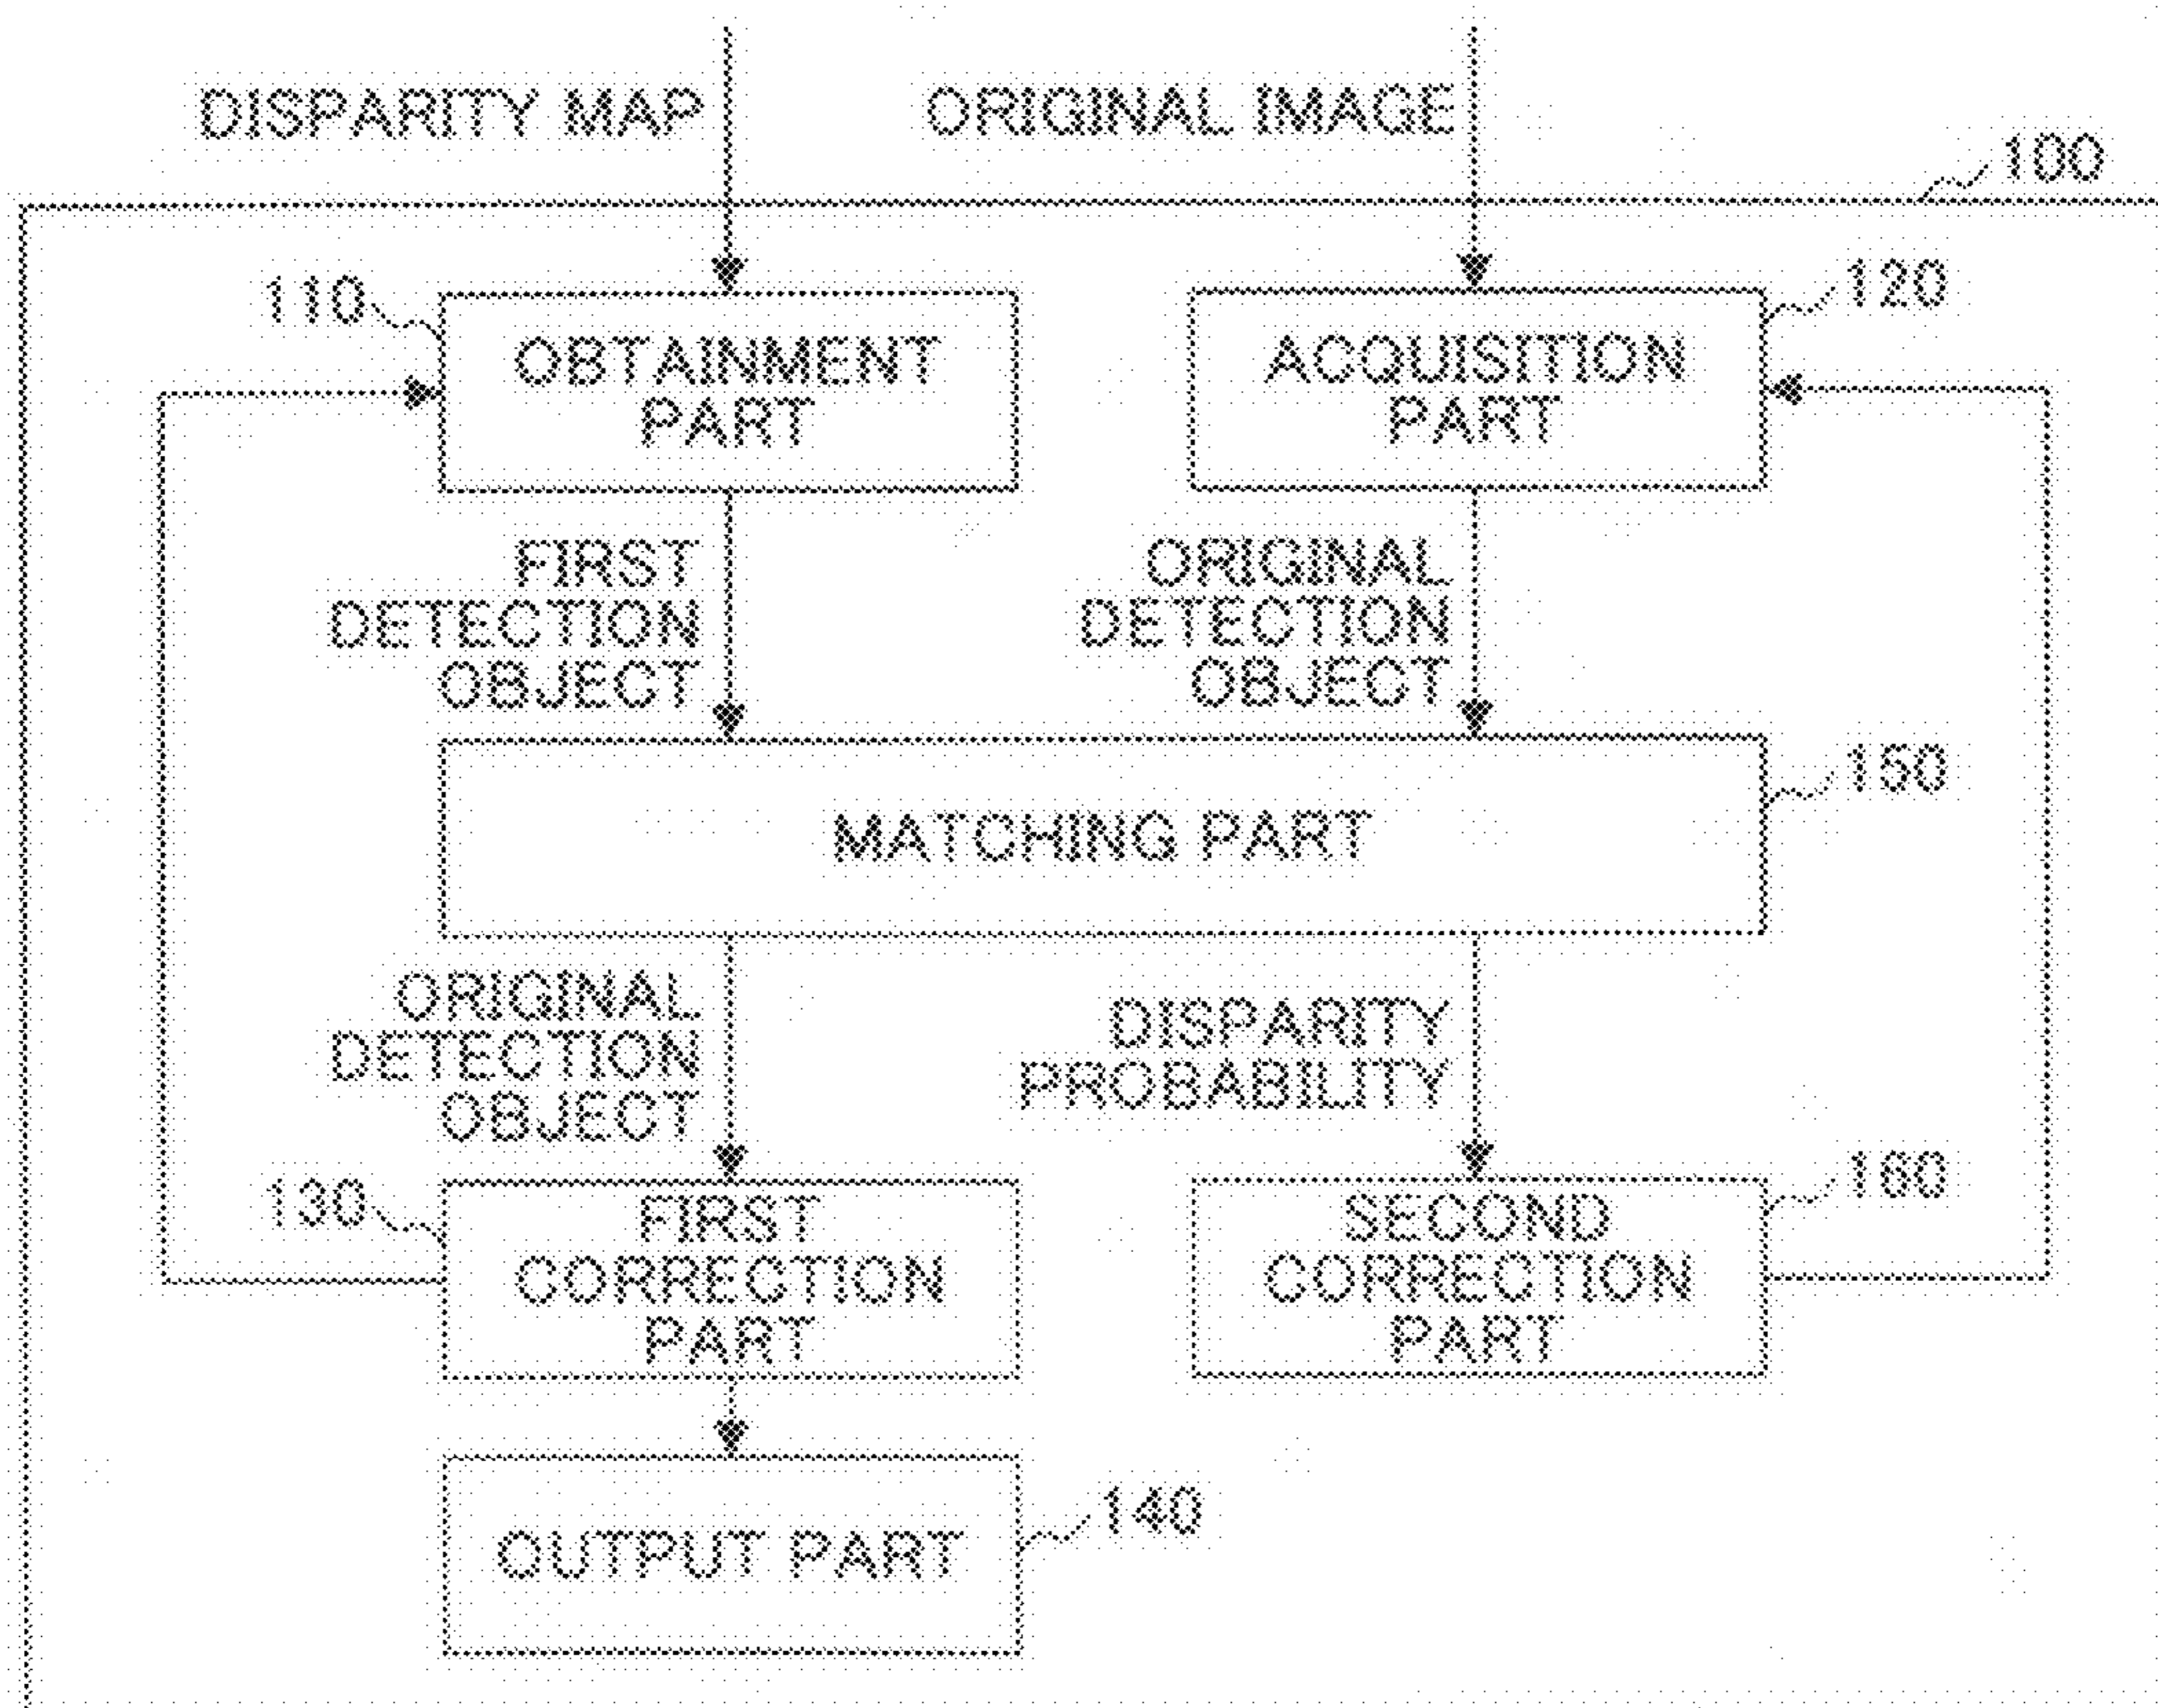 DISPARITY MAP
ORIGINAL IMAGE
100
110
OBTAINMENT
PART
120
ACQUISITION
PART
FIRST
DETECTION
OBJECT
ORIGINAL
DETECTION
OBJECT
150
MATCHING PART
ORIGINAL
DETECTION
OBJECT
DISPARITY
PROBABILITY
130
FIRST
CORRECTION
PART
160
SECOND
CORRECTION
PART
140
OUTPUT PART